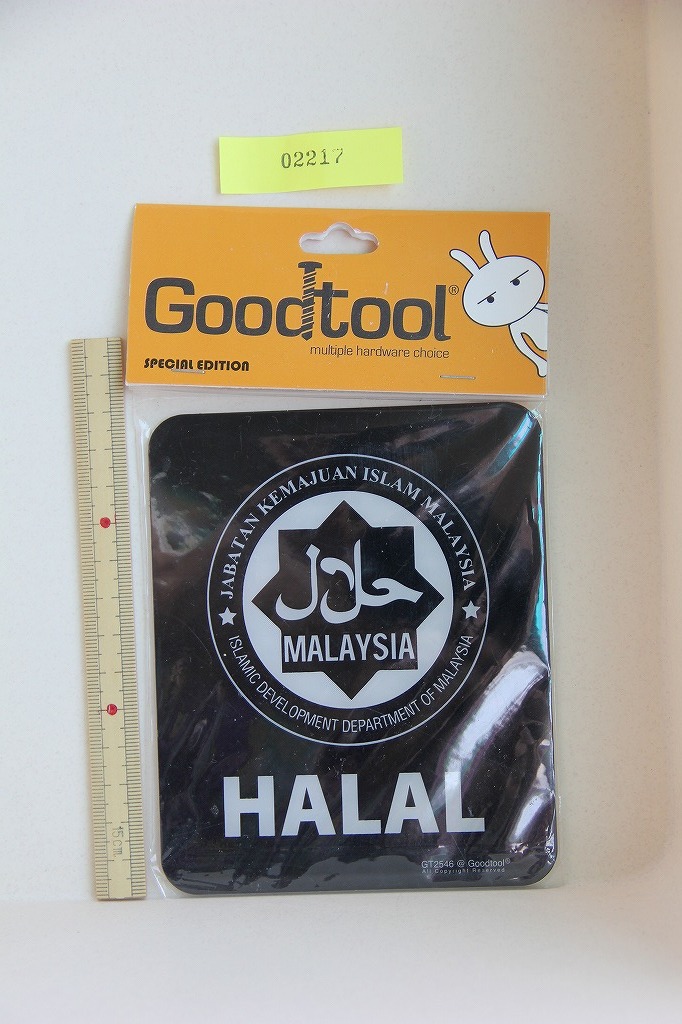 02217
Goodtool®
multiple hardware choice
SPECIAL EDITION
JABATAN KEMAJUAN ISLAM MALAYSIA
حلال
MALAYSIA
ISLAMIC DEVELOPMENT DEPARTMENT OF MALAYSIA
HALAL
GT2546 @ Goodtool®
All Copyright Reserved
15cm